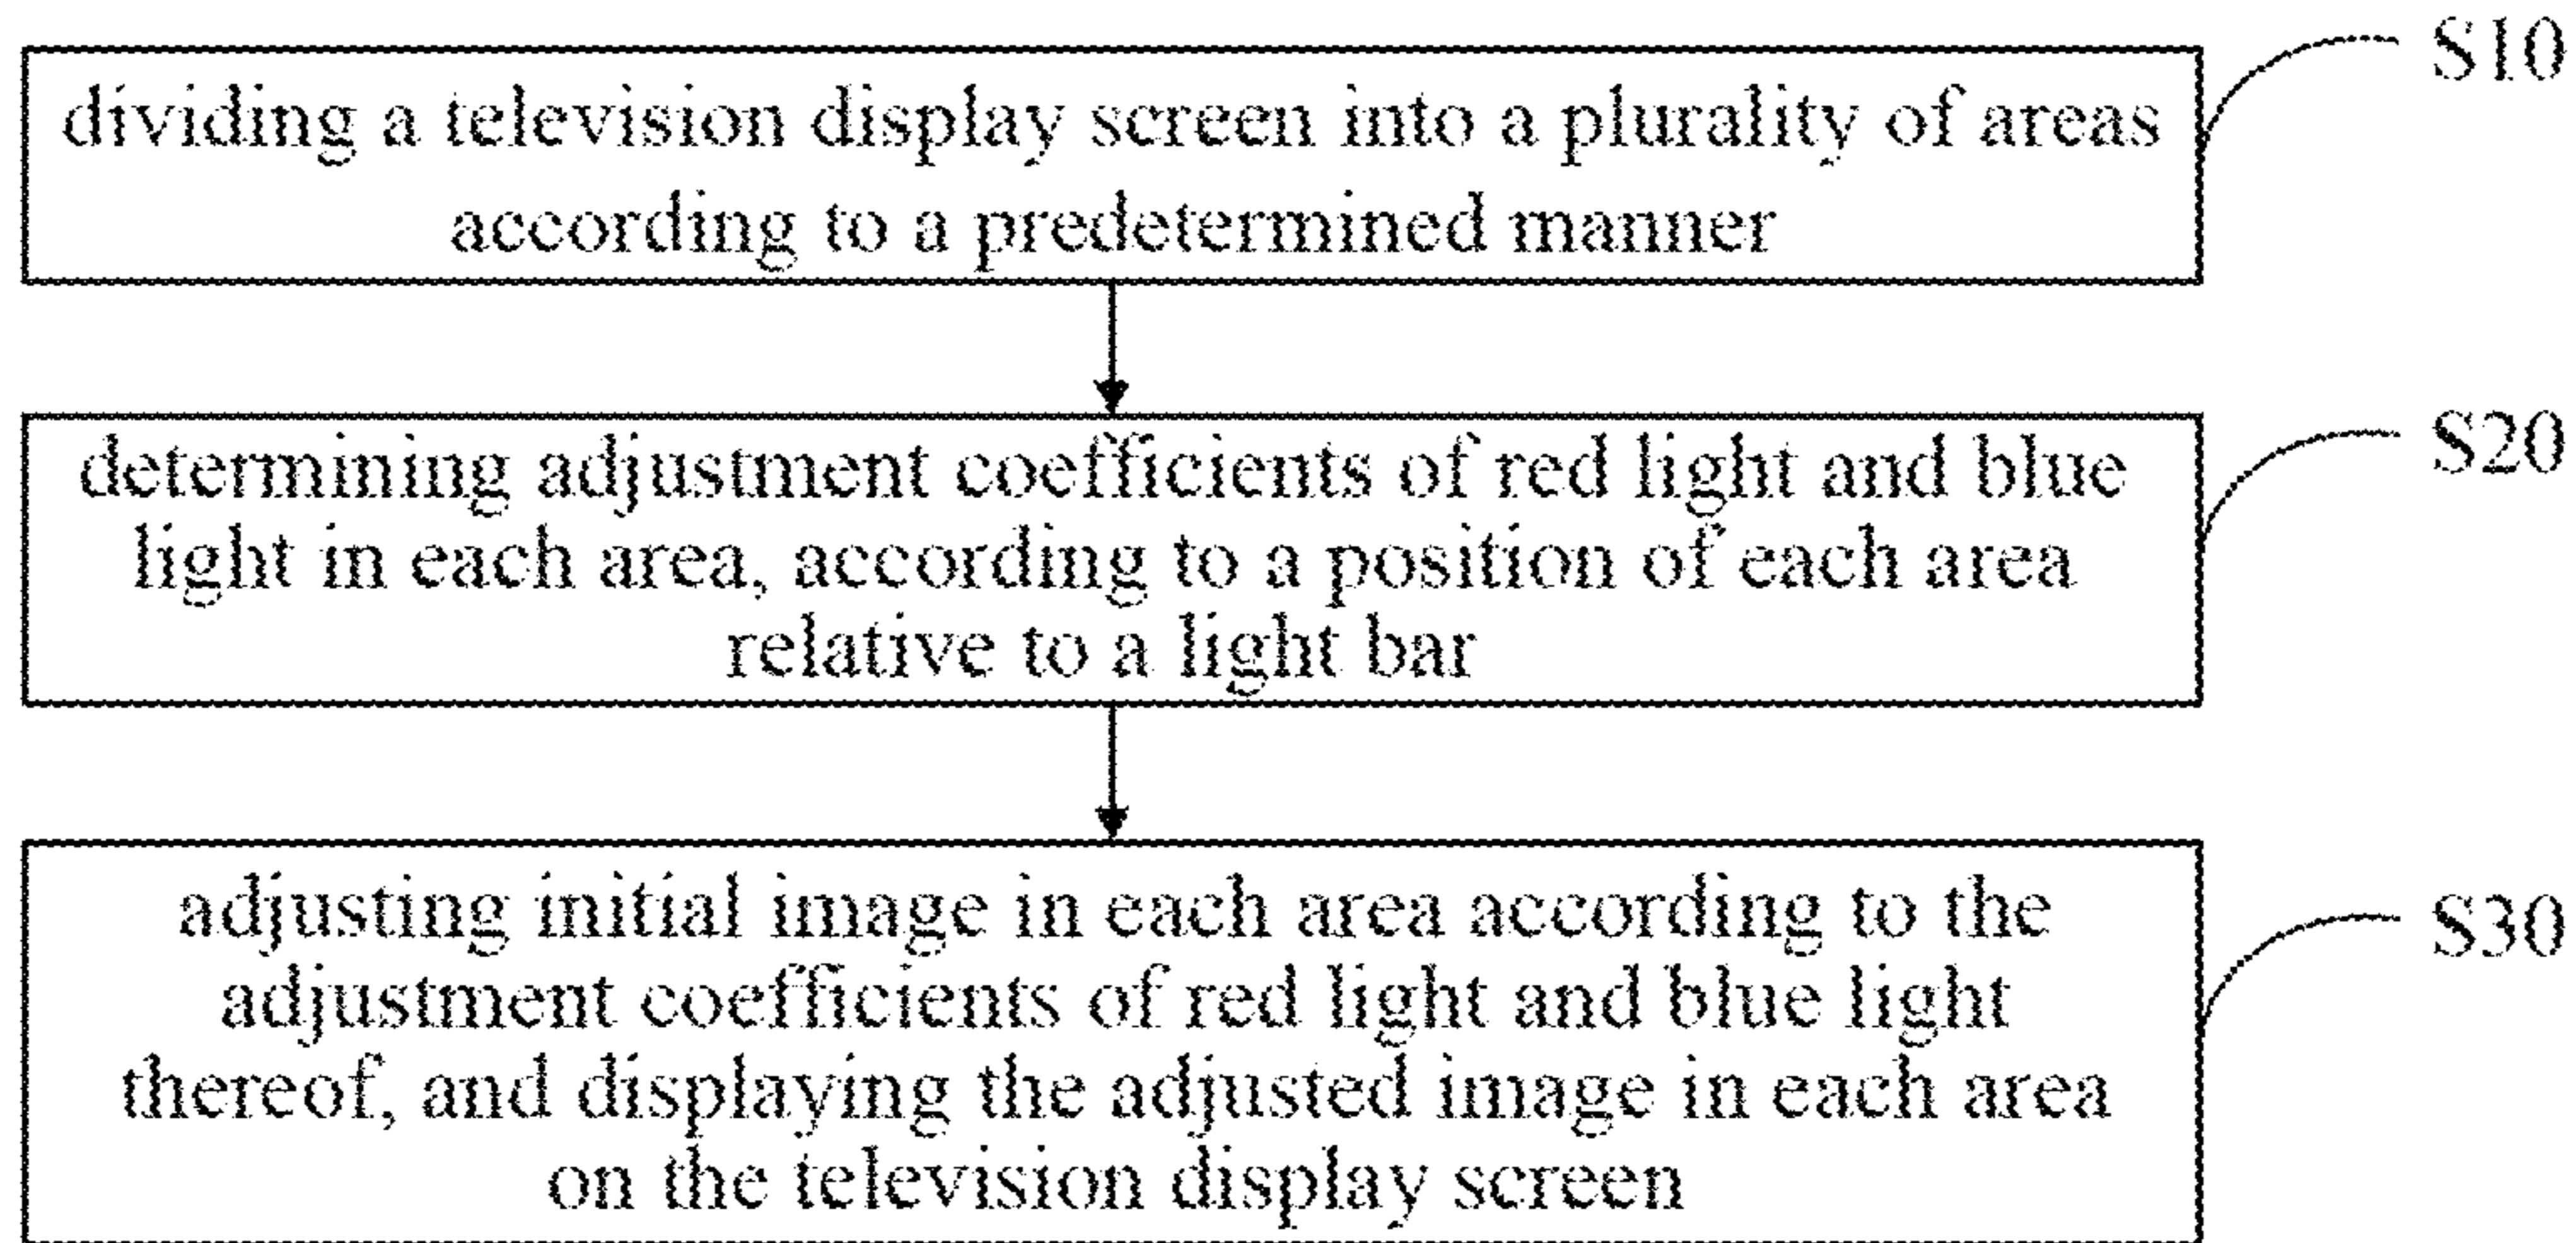 S10
dividing a television display screen into a plurality of areas
according to a predetermined manner
S20
determining adjustment coefficients of red light and blue
light in each area, according to a position of each area
relative to a light bar
S30
adjusting initial image in each area according to the
adjustment coefficients of red light and blue light
thereof, and displaying the adjusted image in each area
on the television display screen